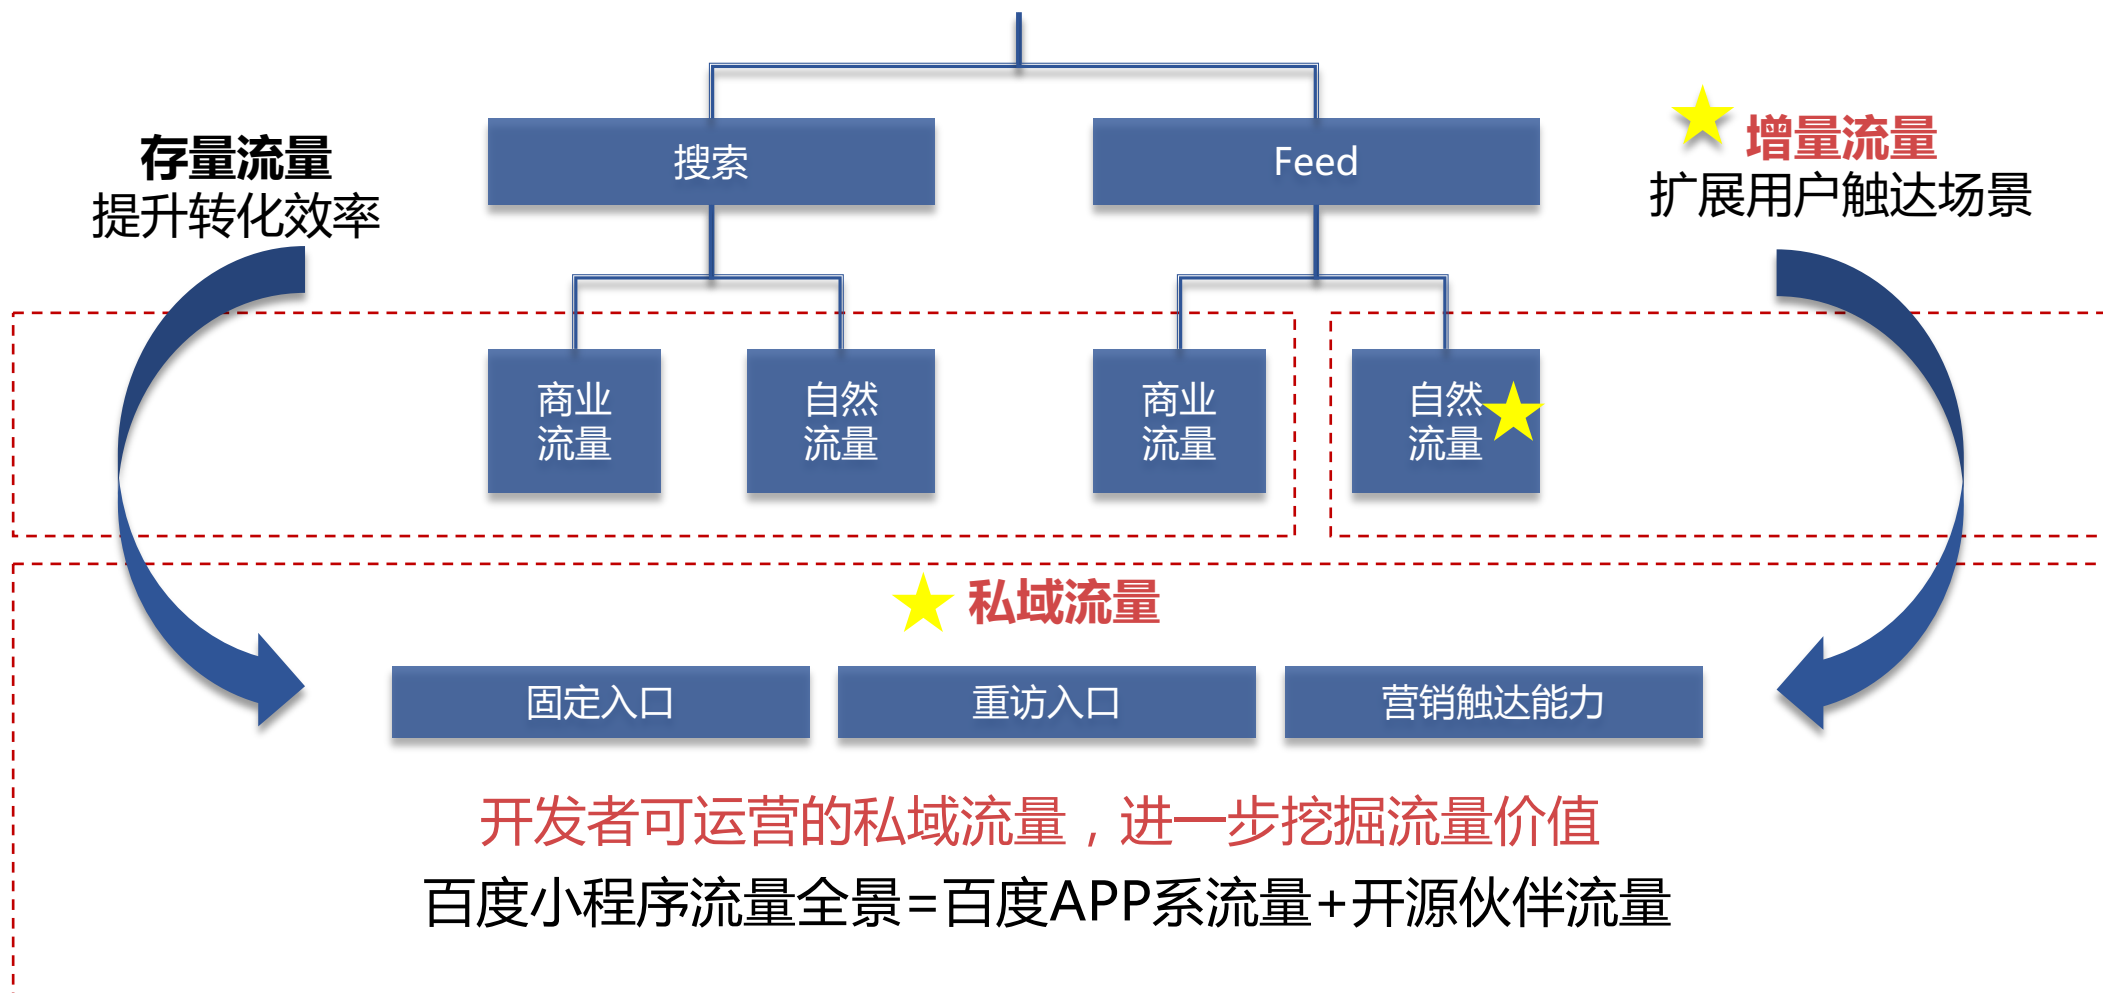 存量流量
提升转化效率
搜索
Feed
增量流量
扩展用户触达场景
商业
流量
自然
流量
商业
流量
自然
流量
私域流量
固定入口
重访入口
营销触达能力
开发者可运营的私域流量，进一步挖掘流量价值
百度小程序流量全景=百度APP系流量+开源伙伴流量